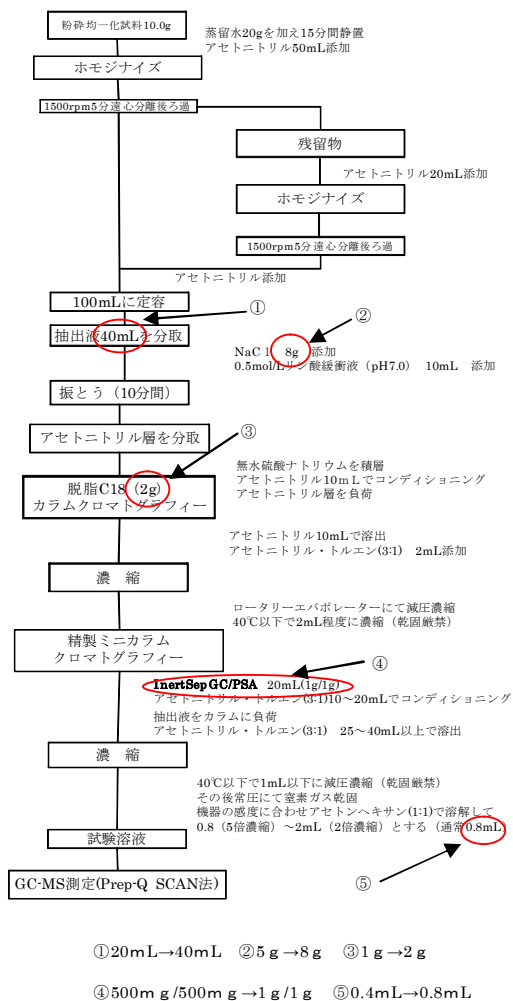 粉砕均一化試料10.0g
蒸留水20gを加え15分間静置
アセトニトリル50mL添加
ホモジナイズ
1500rpm5分遠心分離後ろ過
残留物
アセトニトリル20mL添加
ホモジナイズ
1500rpm5分遠心分離後ろ過
アセトニトリル添加
100mLに定容
①
抽出液40mLを分取
②
NaCl 8g 添加
0.5mol/Lリン酸緩衝液（pH7.0） 10mL 添加
振とう（10分間）
アセトニトリル層を分取
③
無水硫酸ナトリウムを積層
アセトニトリル10mLでコンディショニング
アセトニトリル層を負荷
脱脂C18（2g）
カラムクロマトグラフィー
アセトニトリル10mLで溶出
アセトニトリル・トルエン(3:1) 2mL添加
濃 縮
ロータリーエバポレーターにて減圧濃縮
40℃以下で2mL程度に濃縮（乾固厳禁）
精製ミニカラム
クロマトグラフィー
④
InertSep GC/PSA 20mL(1g/1g)
アセトニトリル・トルエン(3:1)10～20mLでコンディショニング
抽出液をカラムに負荷
アセトニトリル・トルエン(3:1) 25～40mL以上で溶出
濃 縮
40℃以下で1mL以下に減圧濃縮（乾固厳禁）
その後常圧にて窒素ガス乾固
機器の感度に合わせアセトンヘキサン(1:1)で溶解して
0.8（5倍濃縮）～2mL（2倍濃縮）とする（通常0.8mL）
試験溶液
⑤
GC-MS測定(Prep-Q SCAN法)
①20mL→40mL ②5g→8g ③1g→2g
④500mg/500mg→1g/1g ⑤0.4mL→0.8mL